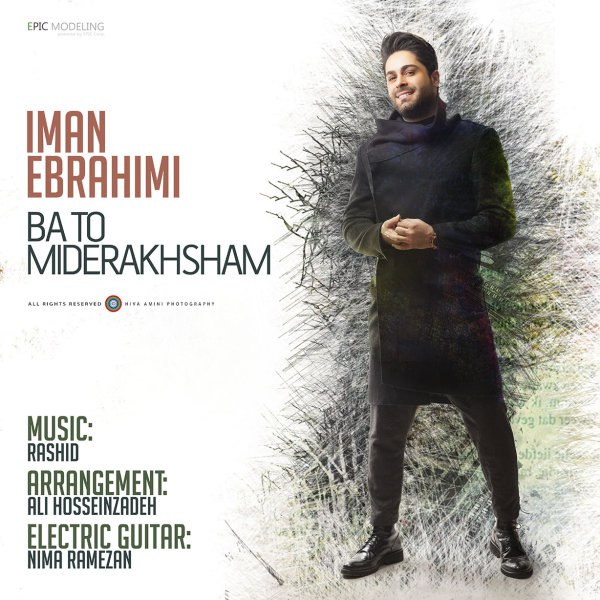 EPIC MODELING
IMAN
EBRAHIMI
BA TO
MIDERAKHSHAM
ALL RIGHTS RESERVED HIVA AMINI PHOTOGRAPHY
MUSIC:
RASHID
ARRANGEMENT:
ALI HOSSEINZADEH
ELECTRIC GUITAR:
NIMA RAMEZAN